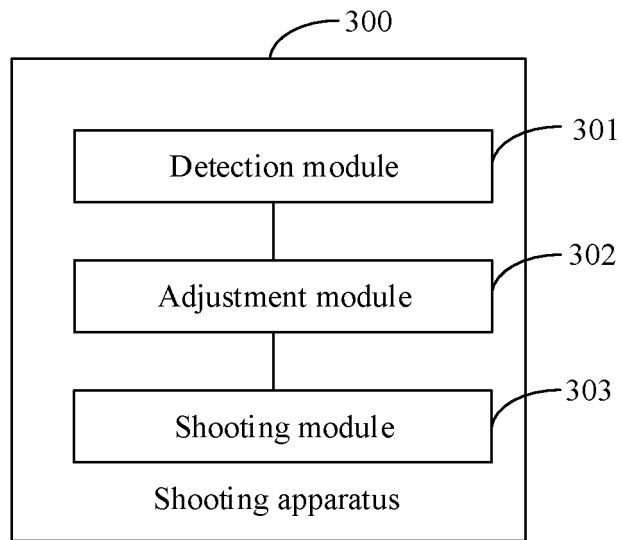 300
Detection module
301
Adjustment module
302
Shooting module
303
Shooting apparatus